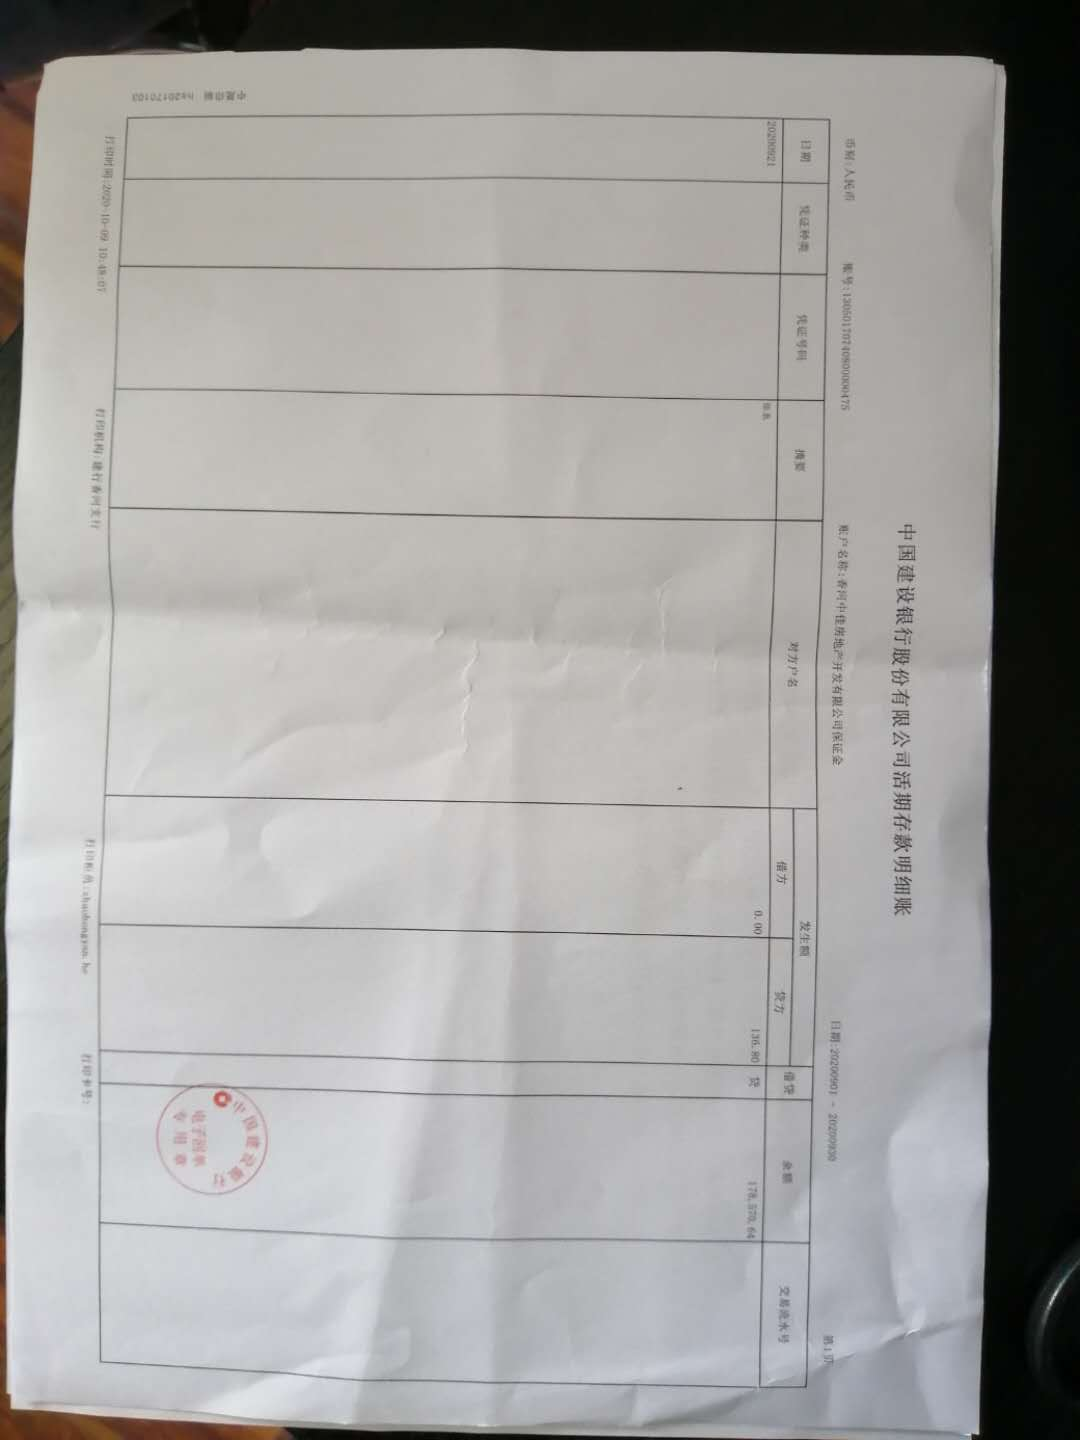 中国建设银行股份有限公司活期存款明细账
币别:人民币 账号:13050170740800000475 账户名称:香河中佳房地产开发有限公司保证金 日期:20200901 - 20200930 第1页
日期 凭证种类 凭证号码 摘要 对方户名 发生额 借贷 余额 交易流水号
借方 贷方
20200921 0.00 136.80 贷 178,570.64
中国建设银行
电子回单
专用章
打印时间:2020-10-09 10:48:07 打印机构:建行香河支行 打印柜员:zhaohongyun.he 打印卡号: